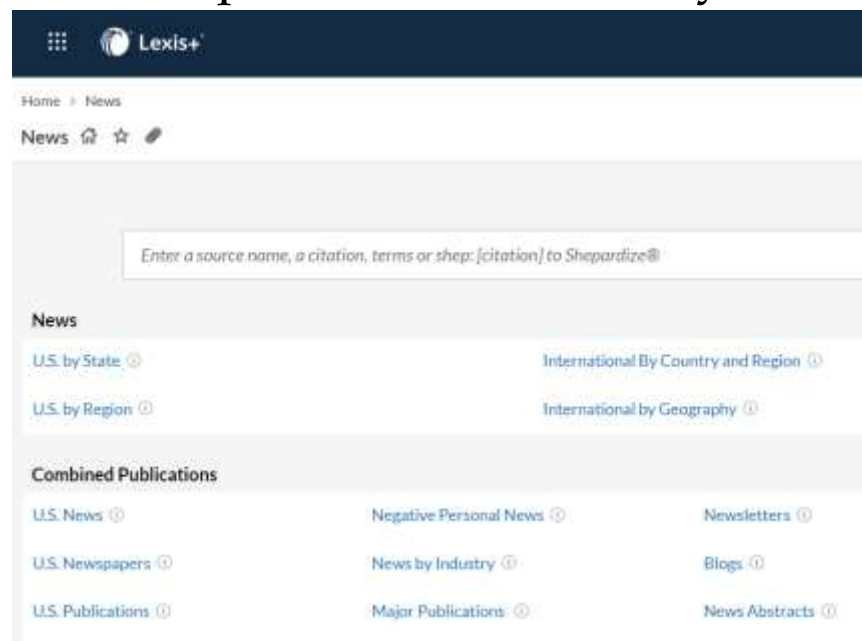 Lexis+
Home > News
News
Enter a source name, a citation, terms or shep: [citation] to Shepardize®
News
U.S. by State International By Country and Region
U.S. by Region International by Geography
Combined Publications
U.S. News Negative Personal News Newsletters
U.S. Newspapers News by Industry Blogs
U.S. Publications Major Publications News Abstracts